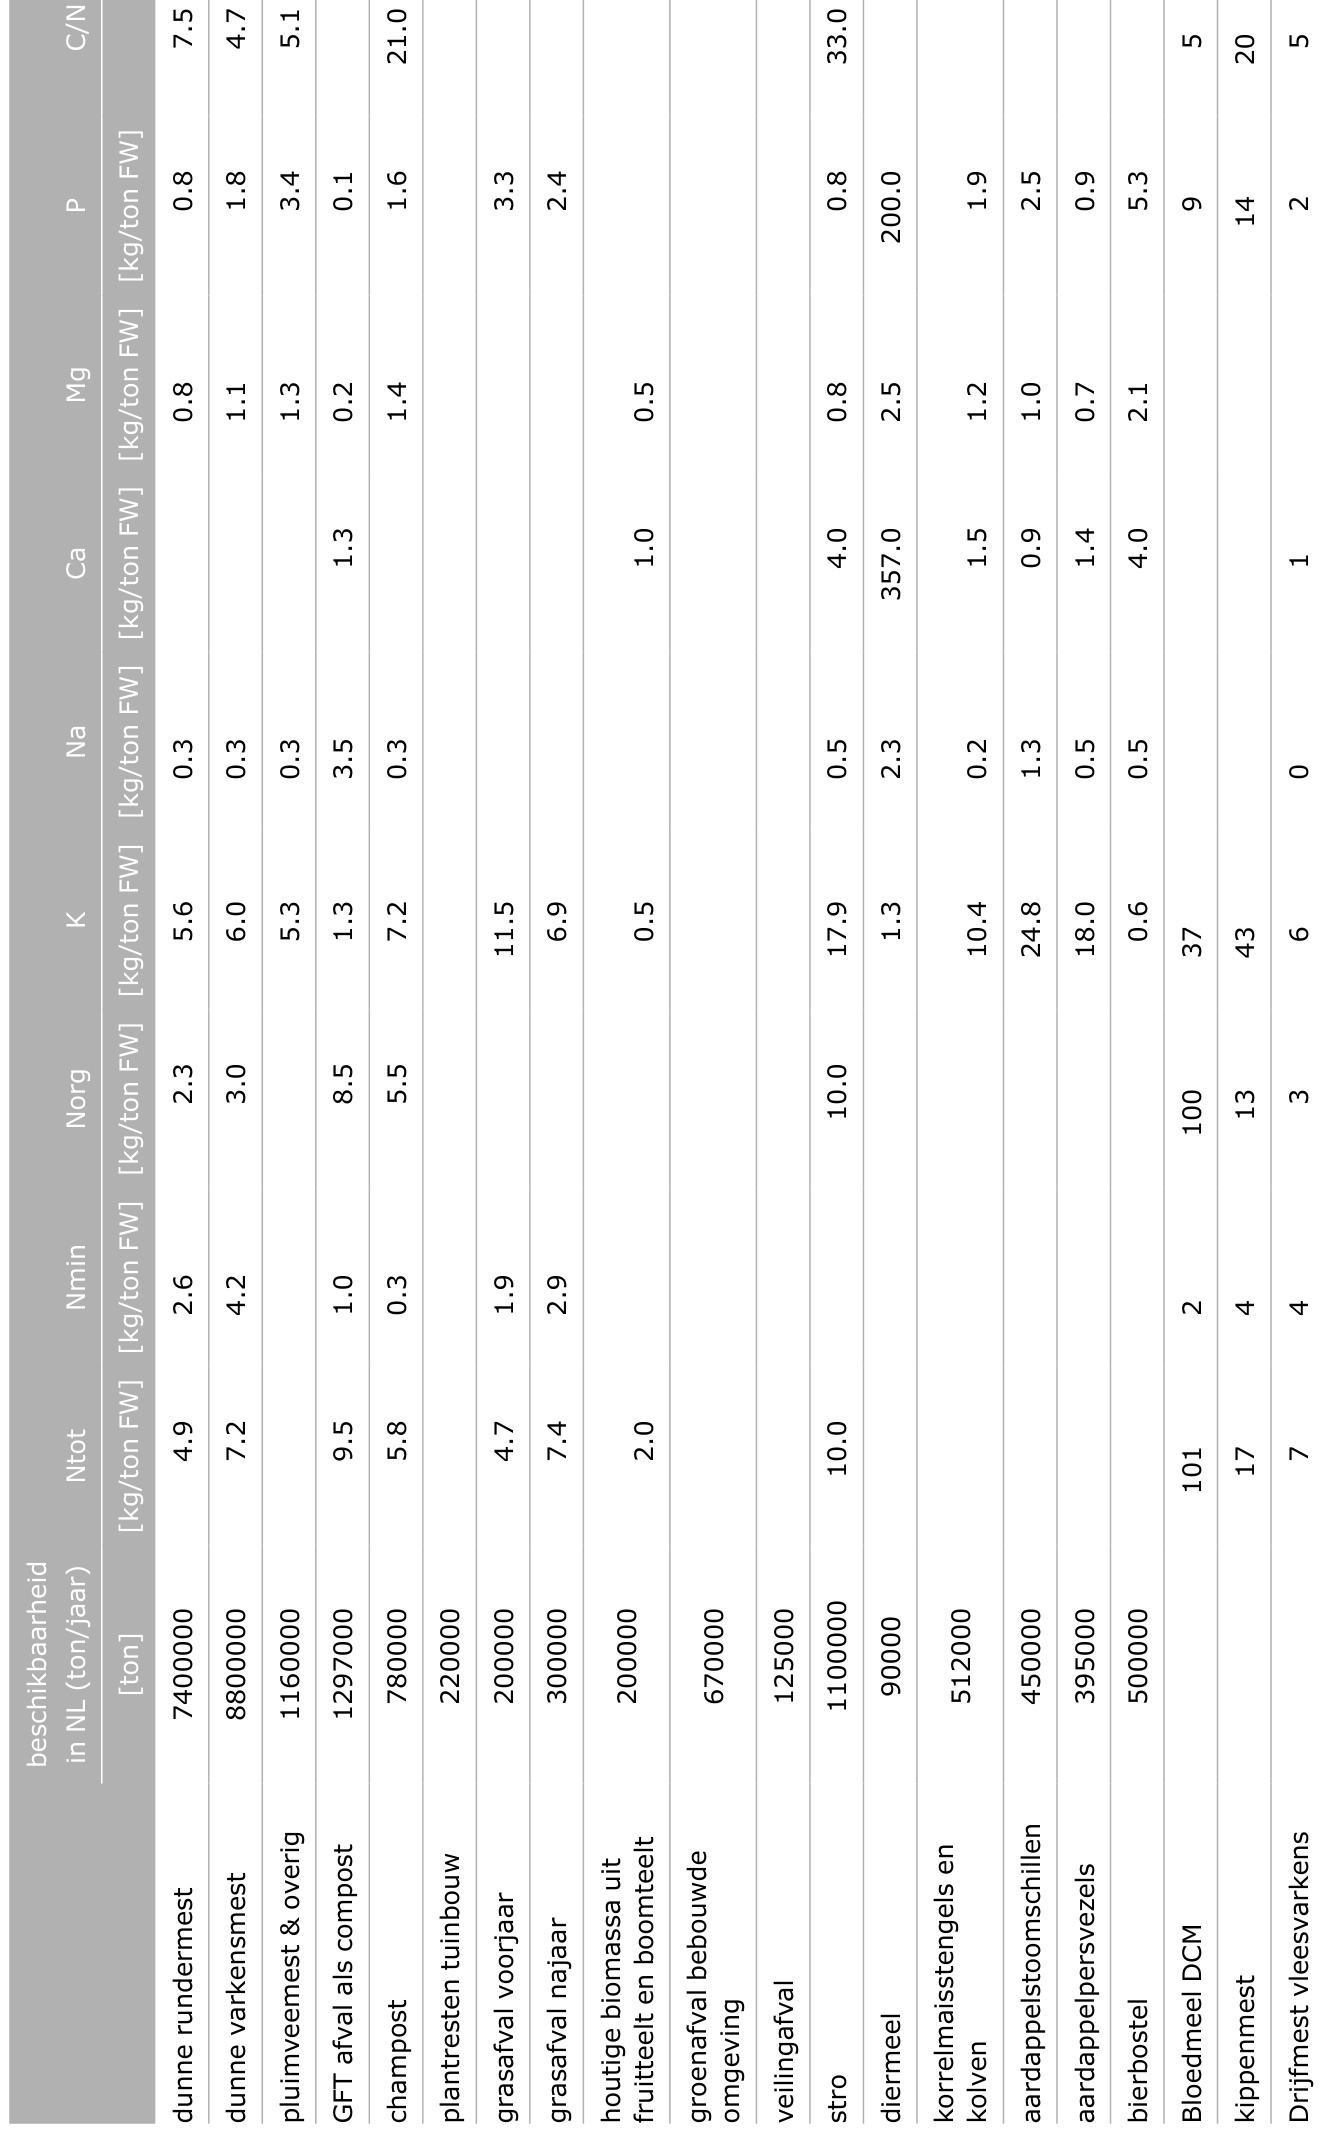 beschikbaarheid
in NL (ton/jaar) Ntot Nmin Norg K Na Ca Mg P C/N
[ton] [kg/ton FW] [kg/ton FW] [kg/ton FW] [kg/ton FW] [kg/ton FW] [kg/ton FW] [kg/ton FW] [kg/ton FW]
dunne rundermest 7400000 4.9 2.6 2.3 5.6 0.3 0.8 0.8 7.5
dunne varkensmest 8800000 7.2 4.2 3.0 6.0 0.3 1.1 1.8 4.7
pluimveemest & overig 1160000 5.3 0.3 1.3 3.4 5.1
GFT afval als compost 1297000 9.5 1.0 8.5 1.3 3.5 1.3 0.2 0.1
champost 780000 5.8 0.3 5.5 7.2 0.3 1.4 1.6 21.0
plantresten tuinbouw 220000
grasafval voorjaar 200000 4.7 1.9 11.5 3.3
grasafval najaar 300000 7.4 2.9 6.9 2.4
houtige biomassa uit
fruitteelt en boomteelt 200000 2.0 0.5 1.0 0.5
groenafval bebouwde
omgeving 670000
veilingafval 125000
stro 1100000 10.0 10.0 17.9 0.5 4.0 0.8 0.8 33.0
diermeel 90000 1.3 2.3 357.0 2.5 200.0
korrelmaisstengels en
kolven 512000 10.4 0.2 1.5 1.2 1.9
aardappelstoomschillen 450000 24.8 1.3 0.9 1.0 2.5
aardappelpersvezels 395000 18.0 0.5 1.4 0.7 0.9
bierbostel 500000 0.6 0.5 4.0 2.1 5.3
Bloedmeel DCM 101 2 100 37 9 5
kippenmest 17 4 13 43 14 20
Drijfmest vleesvarkens 7 4 3 6 0 1 2 5